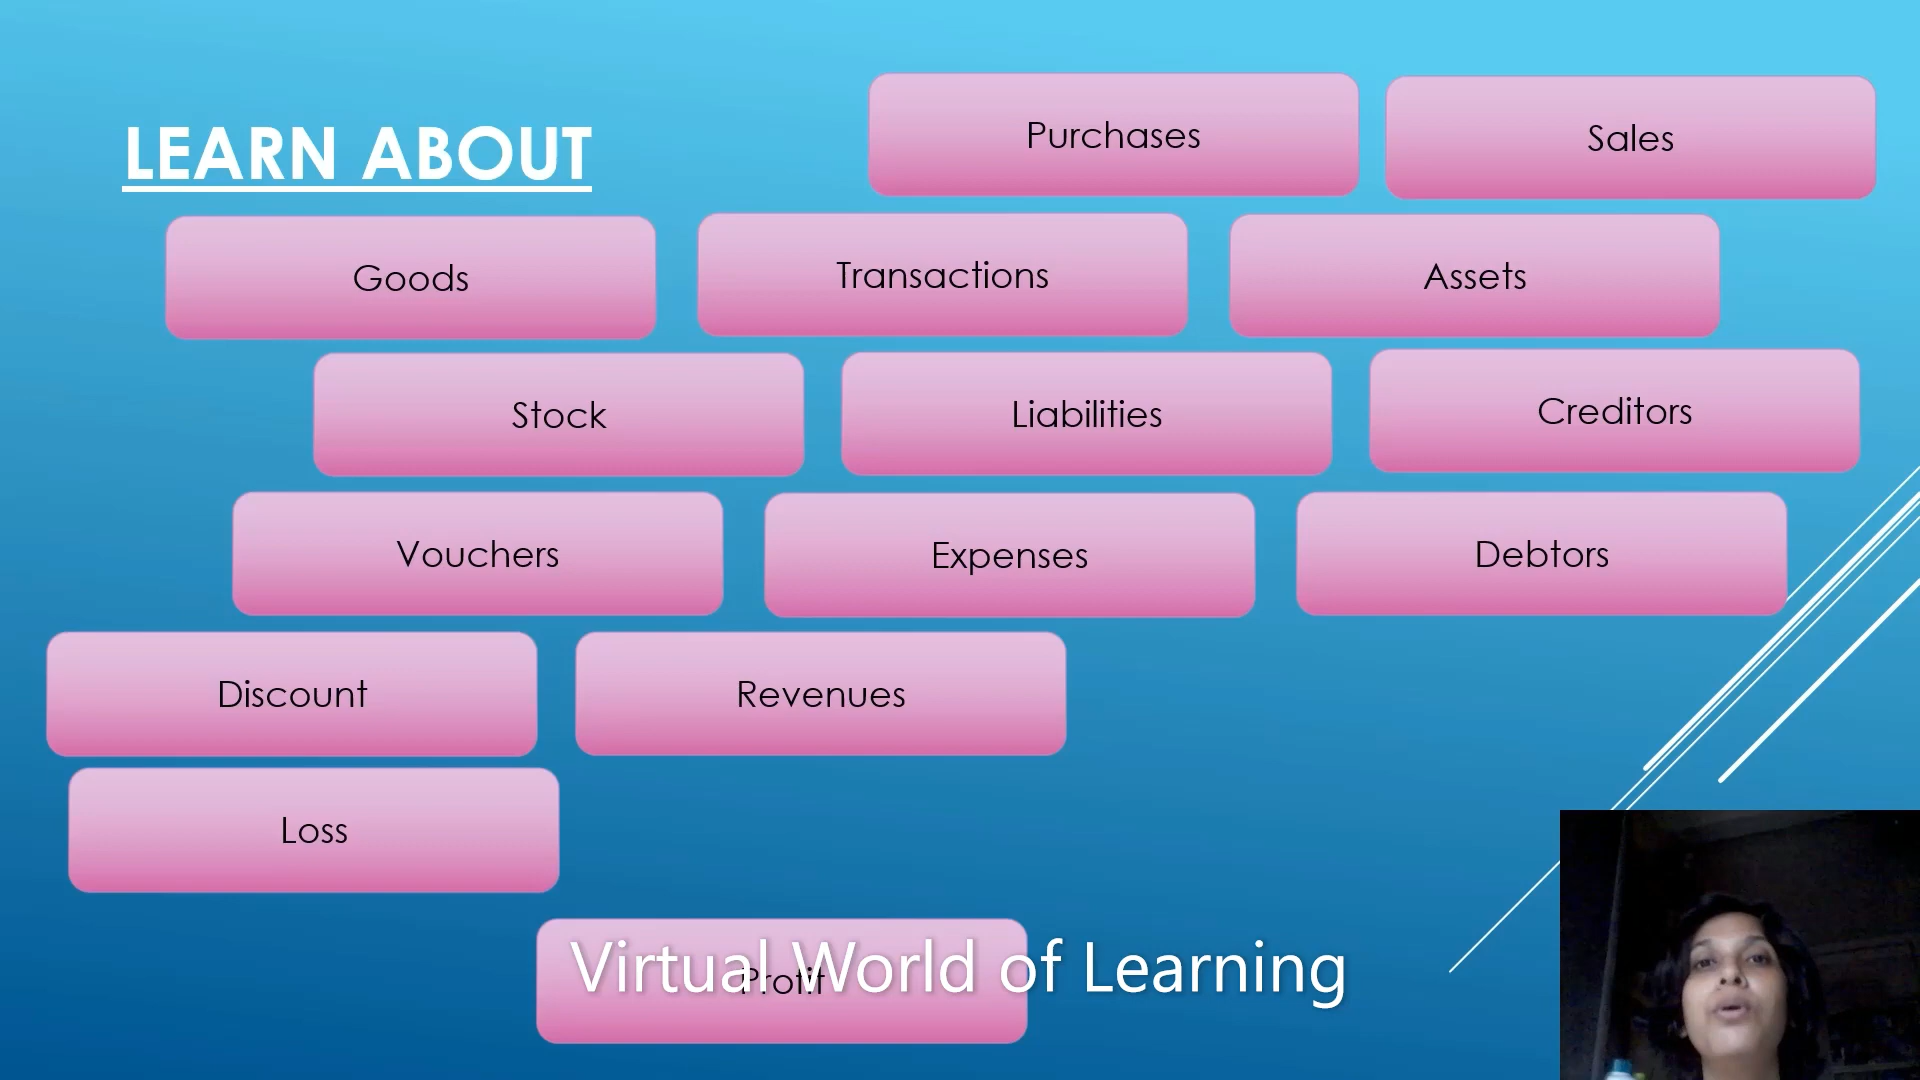 LEARN ABOUT
Purchases
Sales
Goods
Transactions
Assets
Stock
Liabilities
Creditors
Vouchers
Expenses
Debtors
Discount
Revenues
Loss
Profit
Virtual World of Learning